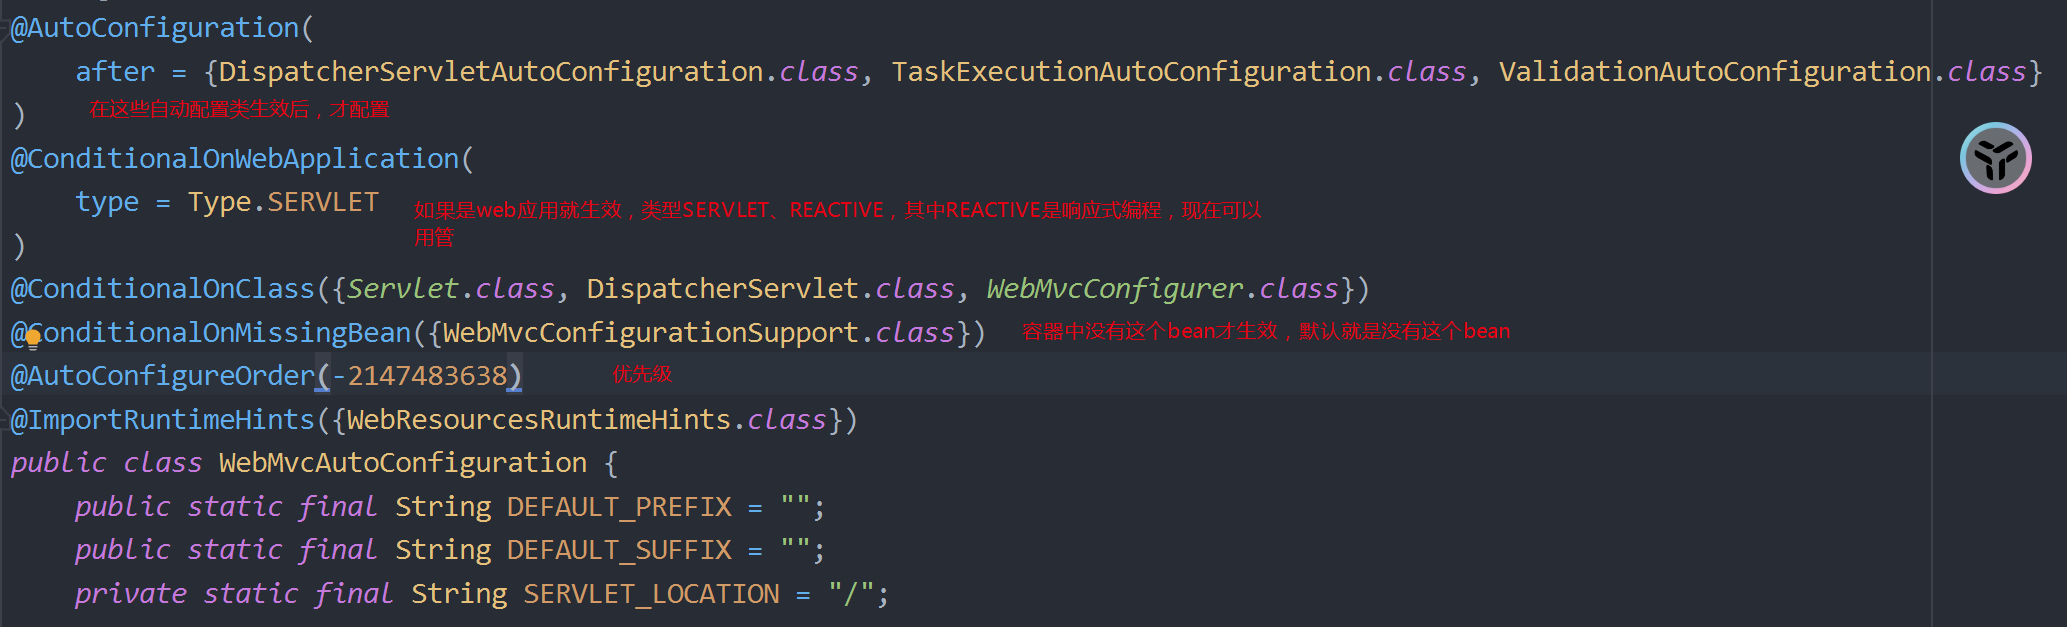 @AutoConfiguration(
after = {DispatcherServletAutoConfiguration.class, TaskExecutionAutoConfiguration.class, ValidationAutoConfiguration.class}
) 在这些自动配置类生效后，才配置
@ConditionalOnWebApplication(
type = Type.SERVLET 如果是web应用就生效，类型SERVLET、REACTIVE，其中REACTIVE是响应式编程，现在可以
用管
)
@ConditionalOnClass({Servlet.class, DispatcherServlet.class, WebMvcConfigurer.class})
@ConditionalOnMissingBean({WebMvcConfigurationSupport.class}) 容器中没有这个bean才生效，默认就是没有这个bean
@AutoConfigureOrder(-2147483638) 优先级
@ImportRuntimeHints({WebResourcesRuntimeHints.class})
public class WebMvcAutoConfiguration {
public static final String DEFAULT_PREFIX = "";
public static final String DEFAULT_SUFFIX = "";
private static final String SERVLET_LOCATION = "/";